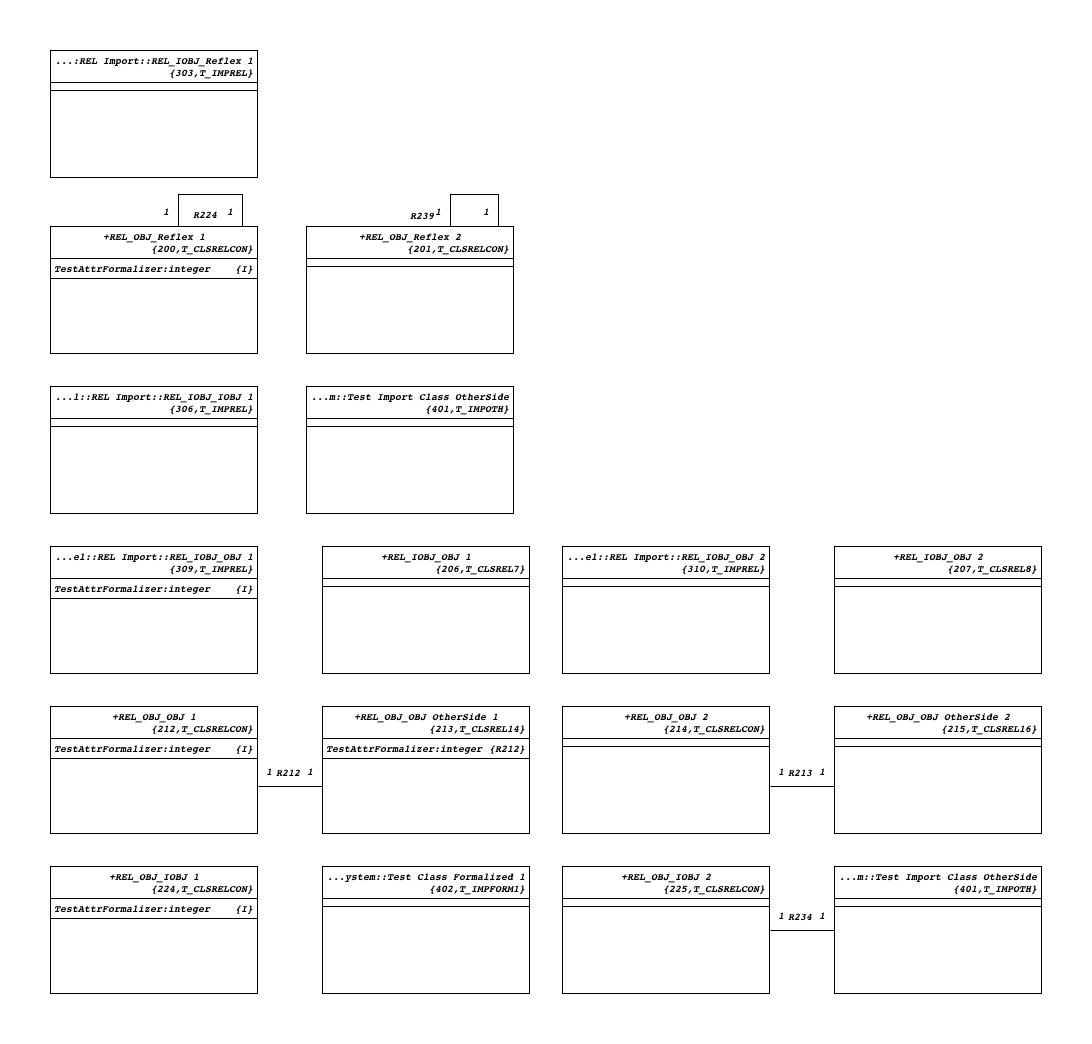 ...:REL Import::REL_IOBJ_Reflex 1
{303,T_IMPREL}
1 R224 1
R239 1 1
+REL_OBJ_Reflex 1
{200,T_CLSRELCON}
TestAttrFormalizer:integer {I}
+REL_OBJ_Reflex 2
{201,T_CLSRELCON}
...l::REL Import::REL_IOBJ_IOBJ 1
{306,T_IMPREL}
...m::Test Import Class OtherSide
{401,T_IMPOTH}
...el::REL Import::REL_IOBJ_OBJ 1
{309,T_IMPREL}
TestAttrFormalizer:integer {I}
+REL_IOBJ_OBJ 1
{206,T_CLSREL7}
...el::REL Import::REL_IOBJ_OBJ 2
{310,T_IMPREL}
+REL_IOBJ_OBJ 2
{207,T_CLSREL8}
+REL_OBJ_OBJ 1
{212,T_CLSRELCON}
TestAttrFormalizer:integer {I}
1 R212 1
+REL_OBJ_OBJ OtherSide 1
{213,T_CLSREL14}
TestAttrFormalizer:integer {R212}
+REL_OBJ_OBJ 2
{214,T_CLSRELCON}
1 R213 1
+REL_OBJ_OBJ OtherSide 2
{215,T_CLSREL16}
+REL_OBJ_IOBJ 1
{224,T_CLSRELCON}
TestAttrFormalizer:integer {I}
...ystem::Test Class Formalized 1
{402,T_IMPFORM1}
+REL_OBJ_IOBJ 2
{225,T_CLSRELCON}
1 R234 1
...m::Test Import Class OtherSide
{401,T_IMPOTH}